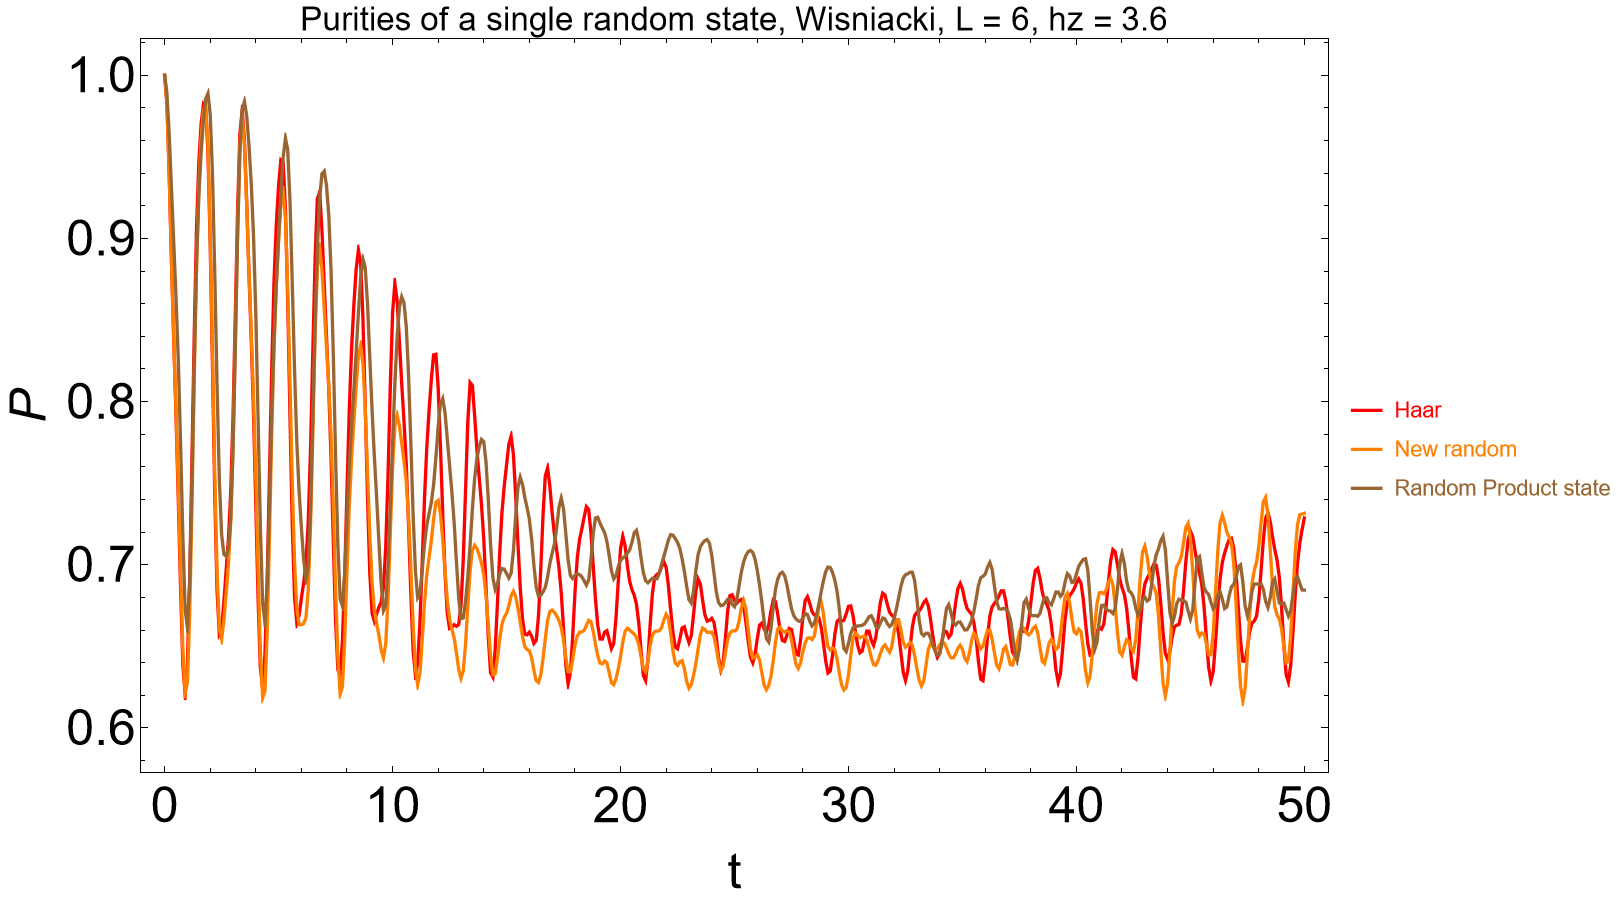 Purities of a single random state, Wisniacki, L = 6, hz = 3.6
1.0
0.9
0.8
0.7
0.6
P
0 10 20 30 40 50
t
Haar
New random
Random Product state